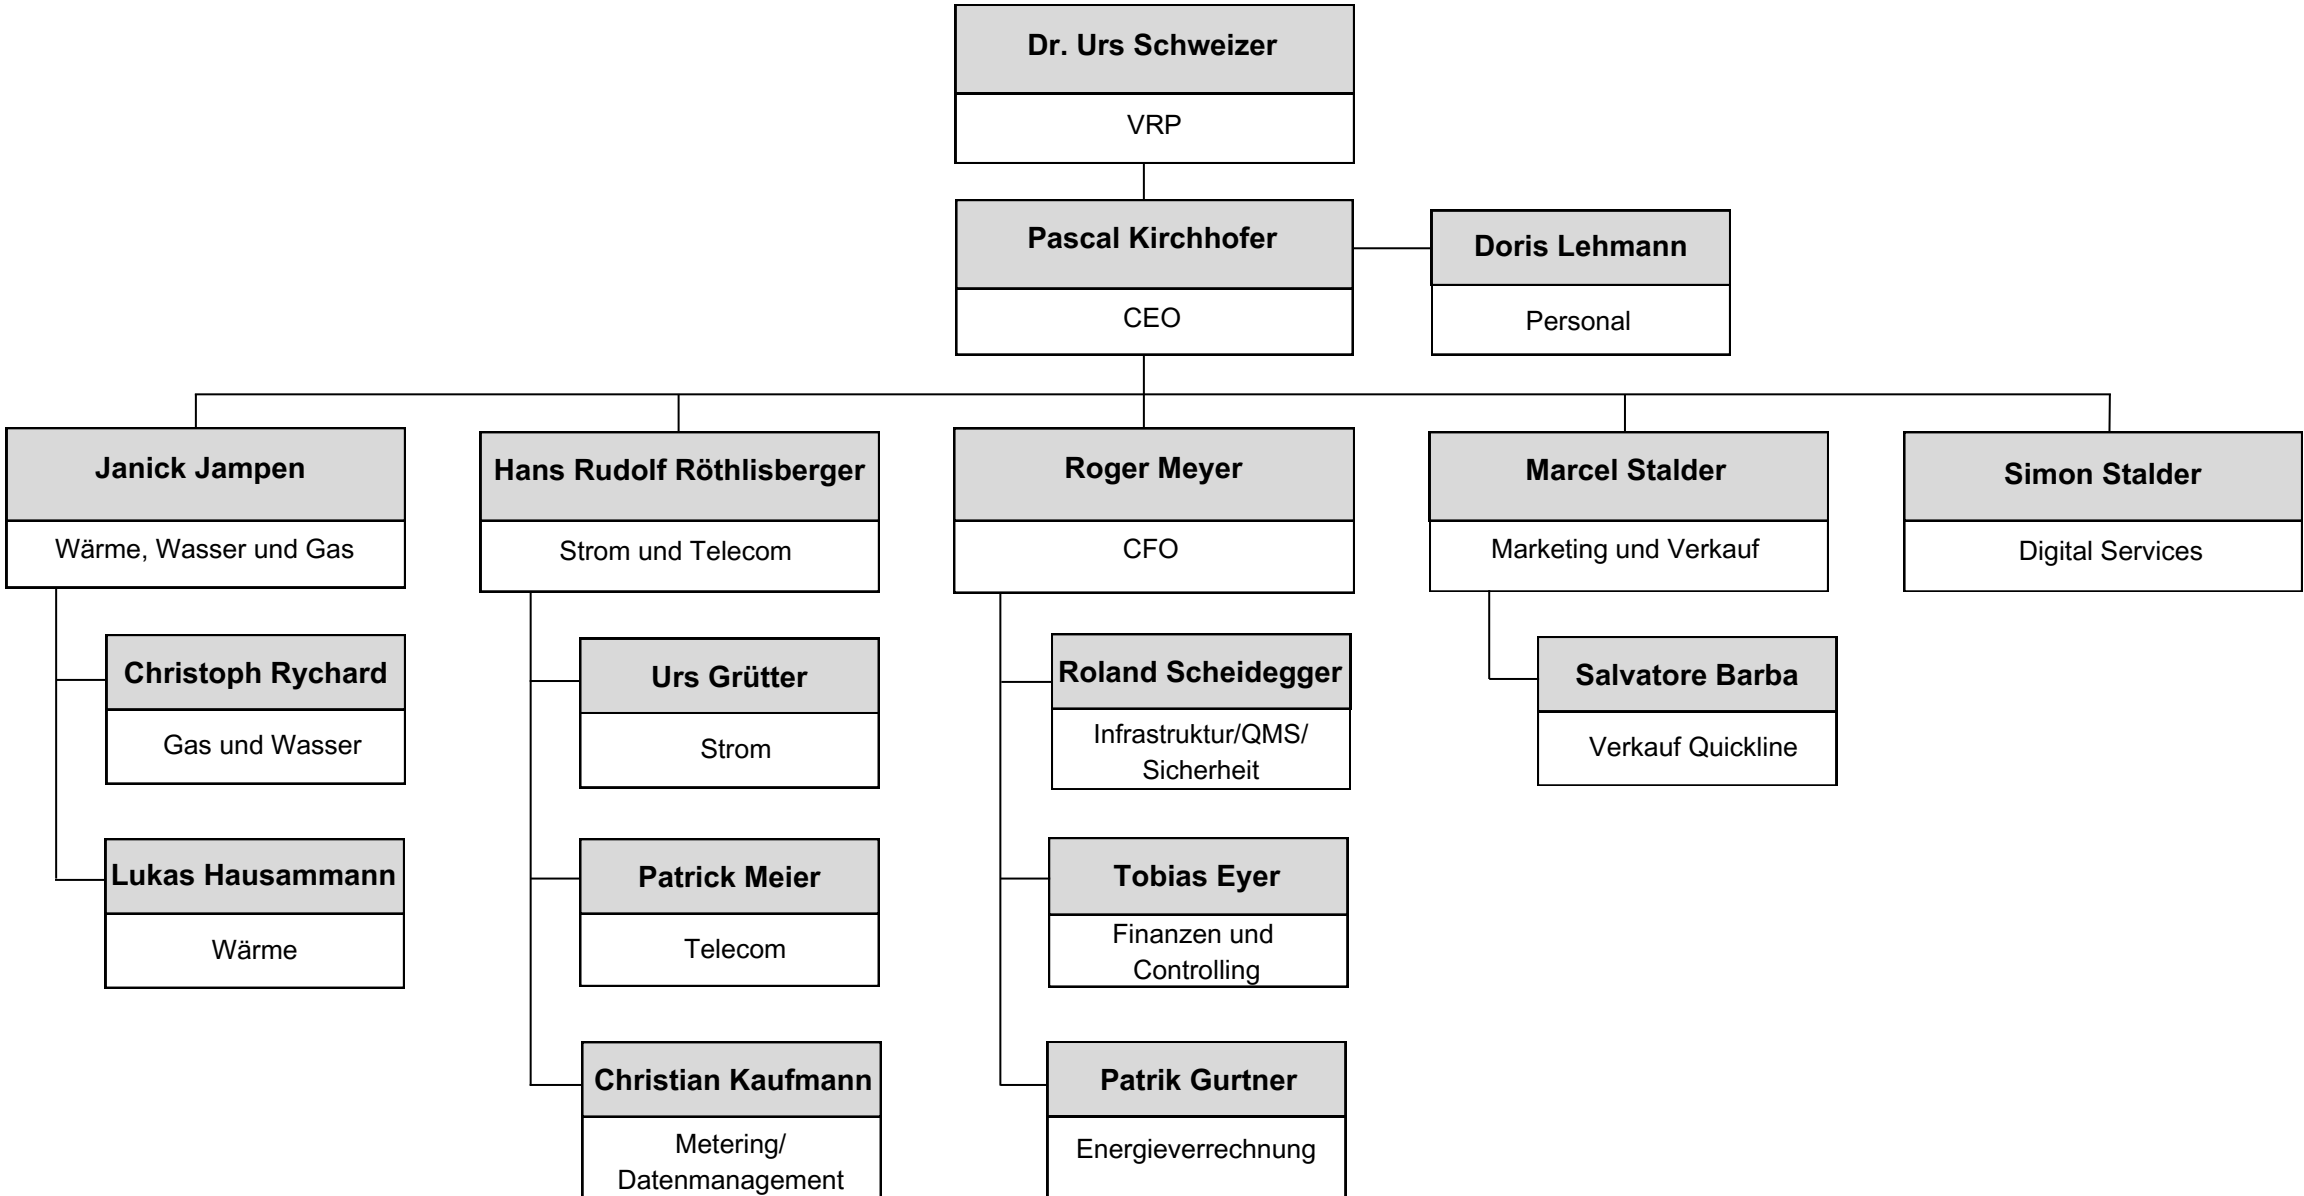 Dr. Urs Schweizer
VRP
Pascal Kirchhofer
CEO
Doris Lehmann
Personal
Janick Jampen
Wärme, Wasser und Gas
Hans Rudolf Röthlisberger
Strom und Telecom
Roger Meyer
CFO
Marcel Stalder
Marketing und Verkauf
Simon Stalder
Digital Services
Christoph Rychard
Gas und Wasser
Lukas Hausammann
Wärme
Urs Grütter
Strom
Patrick Meier
Telecom
Christian Kaufmann
Metering/
Datenmanagement
Roland Scheidegger
Infrastruktur/QMS/
Sicherheit
Tobias Eyer
Finanzen und
Controlling
Patrik Gurtner
Energieverrechnung
Salvatore Barba
Verkauf Quickline